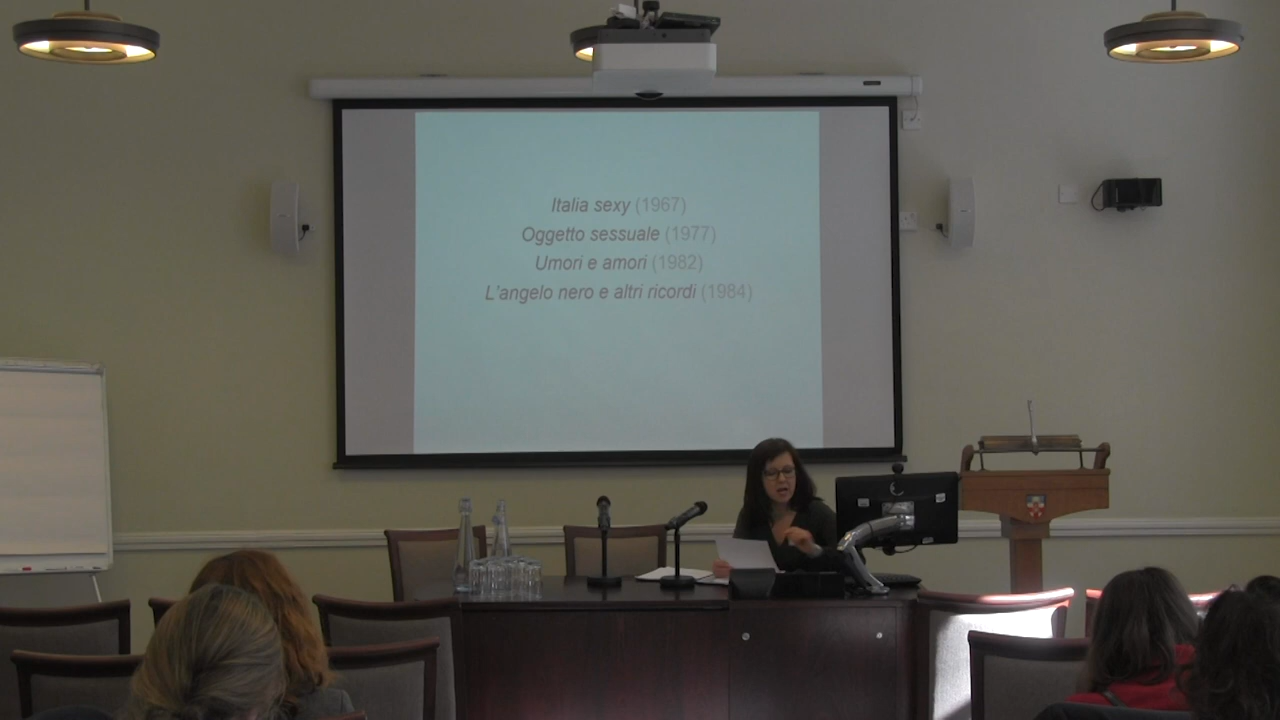 Italia sexy (1967)
Oggetto sessuale (1977)
Umori e amori (1982)
L'angelo nero e altri ricordi (1984)